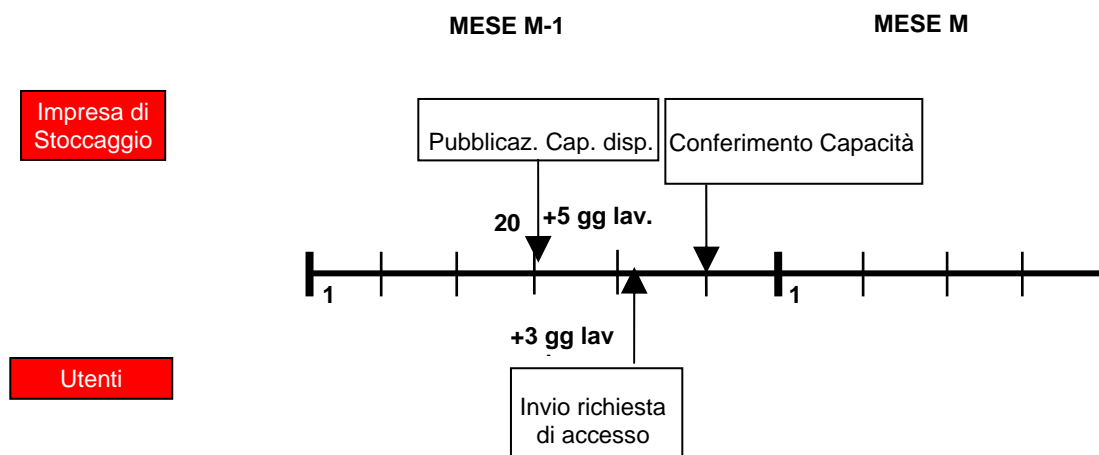 MESE M-1
MESE M
Impresa di
Stoccaggio
Pubblicaz. Cap. disp.
Conferimento Capacità
20
+5 gg lav.
1
1
+3 gg lav
Utenti
Invio richiesta
di accesso